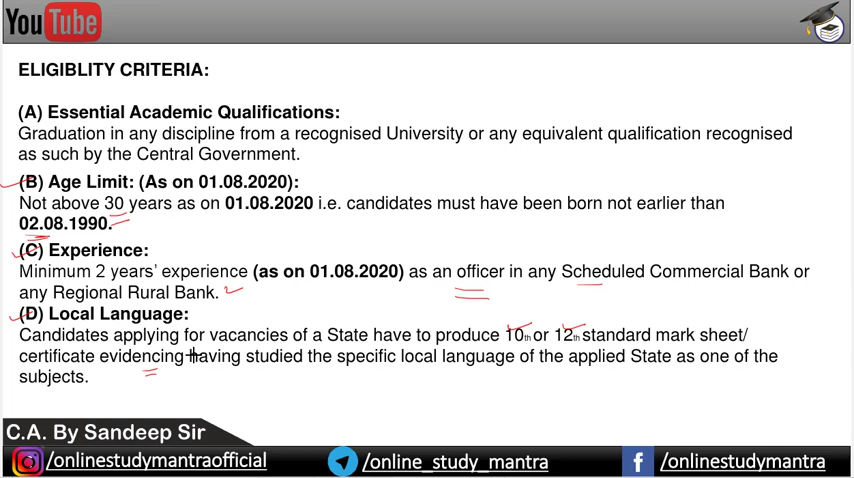 YouTube
ELIGIBLITY CRITERIA:
(A) Essential Academic Qualifications:
Graduation in any discipline from a recognised University or any equivalent qualification recognised
as such by the Central Government.
(B) Age Limit: (As on 01.08.2020):
Not above 30 years as on 01.08.2020 i.e. candidates must have been born not earlier than
02.08.1990.
(C) Experience:
Minimum 2 years' experience (as on 01.08.2020) as an officer in any Scheduled Commercial Bank or
any Regional Rural Bank.
(D) Local Language:
Candidates applying for vacancies of a State have to produce 10th or 12th standard mark sheet/
certificate evidencing having studied the specific local language of the applied State as one of the
subjects.
C.A. By Sandeep Sir
/onlinestudymantraofficial /online_study_mantra /onlinestudymantra